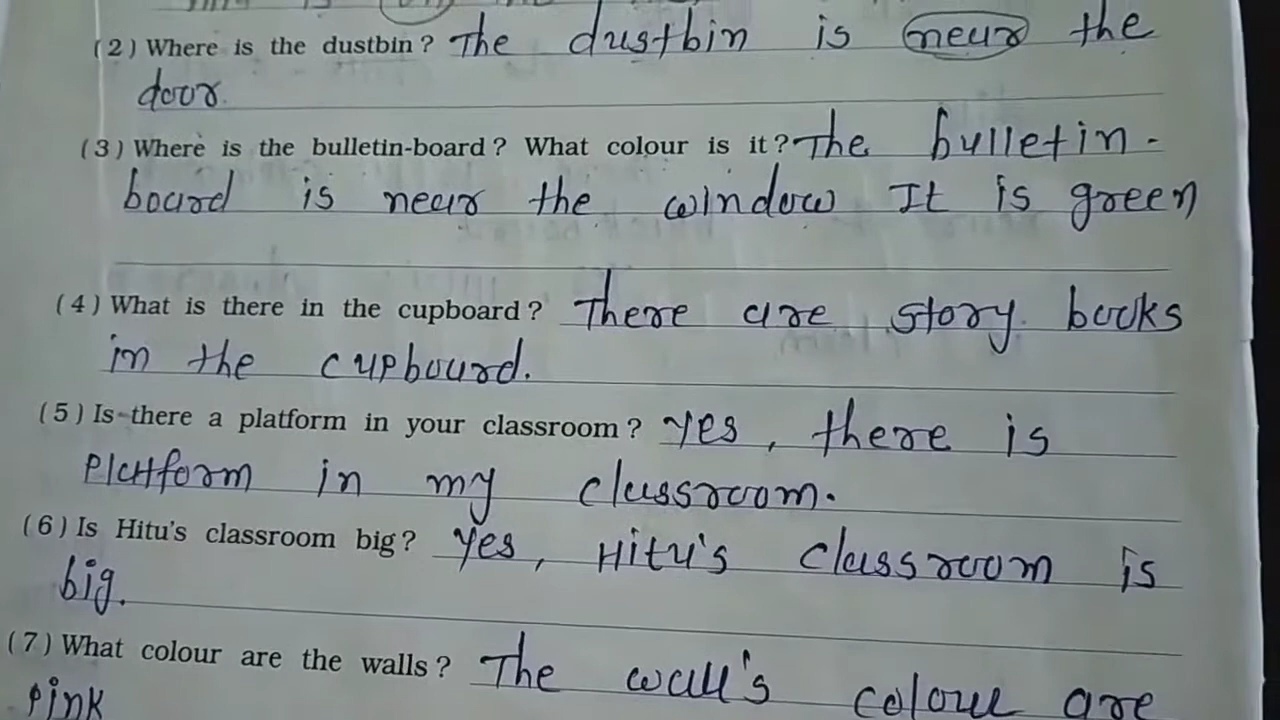 (2) Where is the dustbin? The dustbin is near the
door.
(3) Where is the bulletin-board? What colour is it? The bulletin-
board is near the window It is green
(4) What is there in the cupboard? There are story books
in the cupboard.
(5) Is there a platform in your classroom? Yes, there is
Platform in my classroom.
(6) Is Hitu's classroom big? Yes, Hitu's classroom is
big.
(7) What colour are the walls? The wall's colour are
Pink